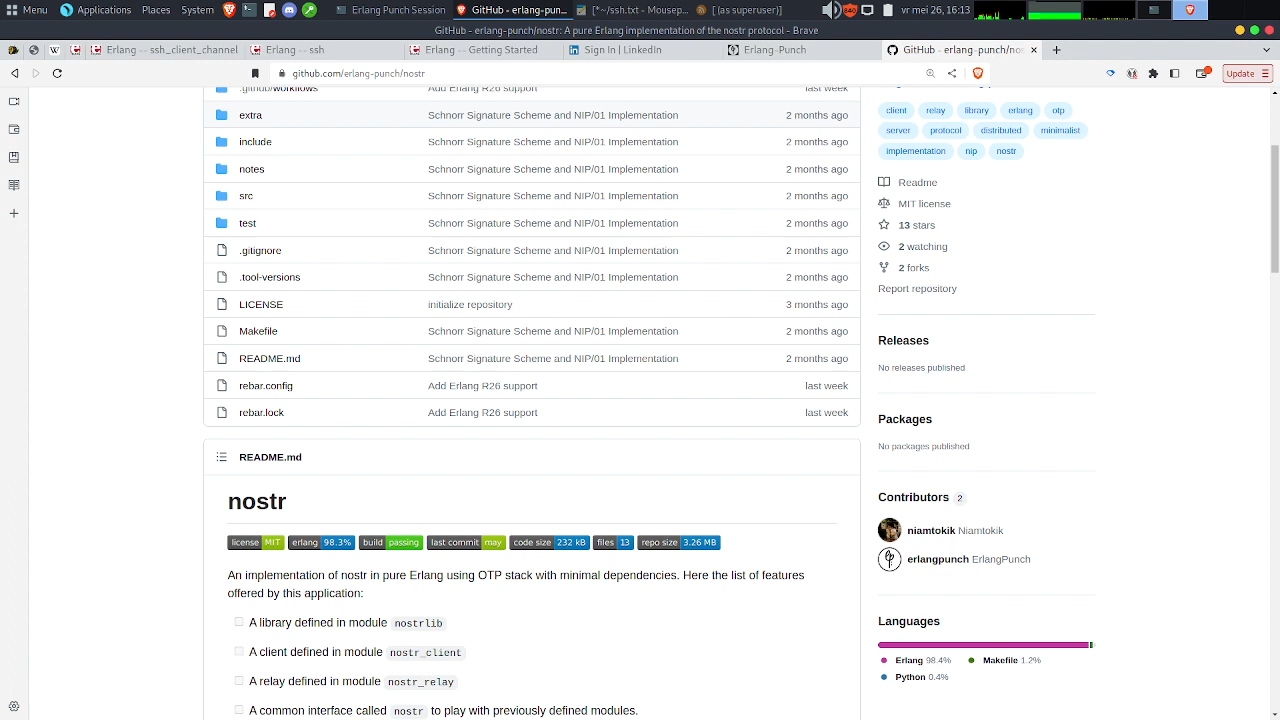 Menu Applications Places System Erlang Punch Session GitHub - erlang-pun... [~/ssh.txt - Mousep... [(as superuser)] vr mei 26, 16:13
GitHub - erlang-punch/nostr: A pure Erlang implementation of the nostr protocol - Brave
Erlang -- ssh_client_channel Erlang -- ssh Erlang -- Getting Started Sign In | LinkedIn Erlang-Punch GitHub - erlang-punch/nos
github.com/erlang-punch/nostr Update
.github/workflows Add Erlang R26 support last week
extra Schnorr Signature Scheme and NIP/01 Implementation 2 months ago
include Schnorr Signature Scheme and NIP/01 Implementation 2 months ago
notes Schnorr Signature Scheme and NIP/01 Implementation 2 months ago
src Schnorr Signature Scheme and NIP/01 Implementation 2 months ago
test Schnorr Signature Scheme and NIP/01 Implementation 2 months ago
.gitignore Schnorr Signature Scheme and NIP/01 Implementation 2 months ago
.tool-versions Schnorr Signature Scheme and NIP/01 Implementation 2 months ago
LICENSE initialize repository 3 months ago
Makefile Schnorr Signature Scheme and NIP/01 Implementation 2 months ago
README.md Schnorr Signature Scheme and NIP/01 Implementation 2 months ago
rebar.config Add Erlang R26 support last week
rebar.lock Add Erlang R26 support last week
README.md
nostr
license MIT erlang 98.3% build passing last commit may code size 232 kB files 13 repo size 3.26 MB
An implementation of nostr in pure Erlang using OTP stack with minimal dependencies. Here the list of features
offered by this application:
A library defined in module nostrlib
A client defined in module nostr_client
A relay defined in module nostr_relay
A common interface called nostr to play with previously defined modules.
client relay library erlang otp
server protocol distributed minimalist
implementation nip nostr
Readme
MIT license
13 stars
2 watching
2 forks
Report repository
Releases
No releases published
Packages
No packages published
Contributors 2
niamtokik Niamtokik
erlangpunch ErlangPunch
Languages
Erlang 98.4% Makefile 1.2%
Python 0.4%